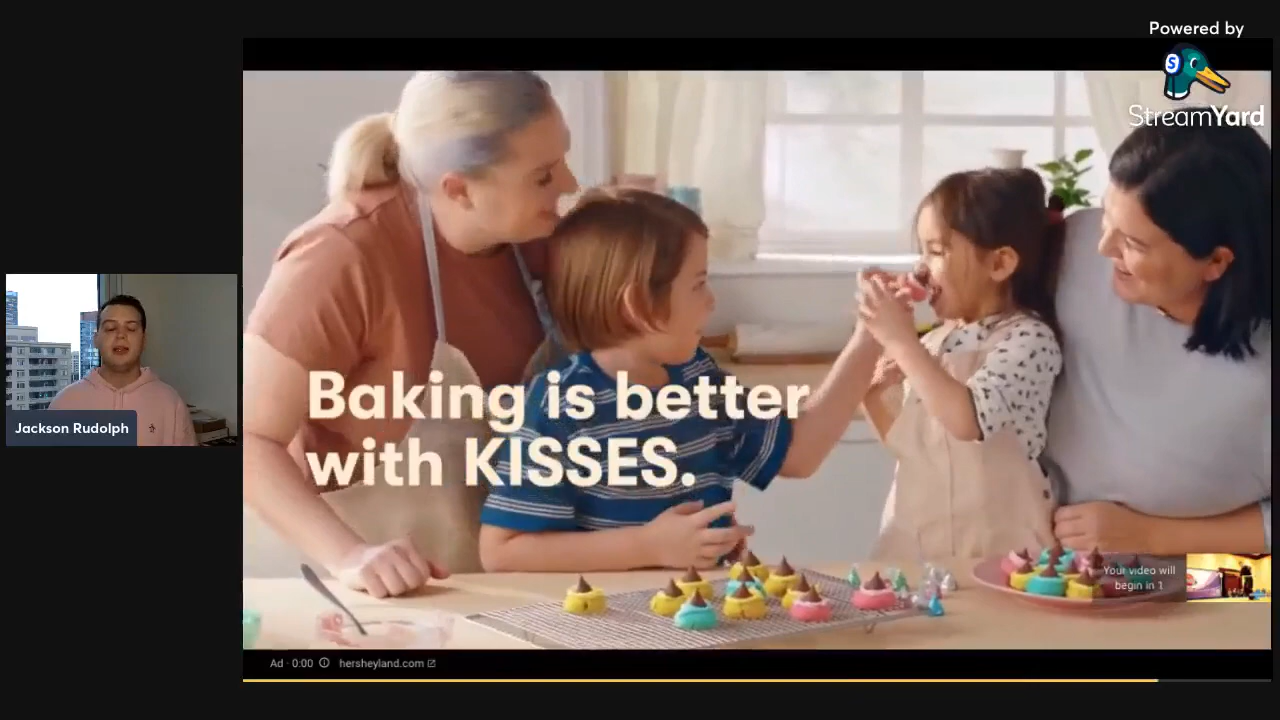 Powered by
StreamYard
Baking is better
with KISSES.
Jackson Rudolph
Your video will
begin in 1
Ad · 0:00
hersheyland.com